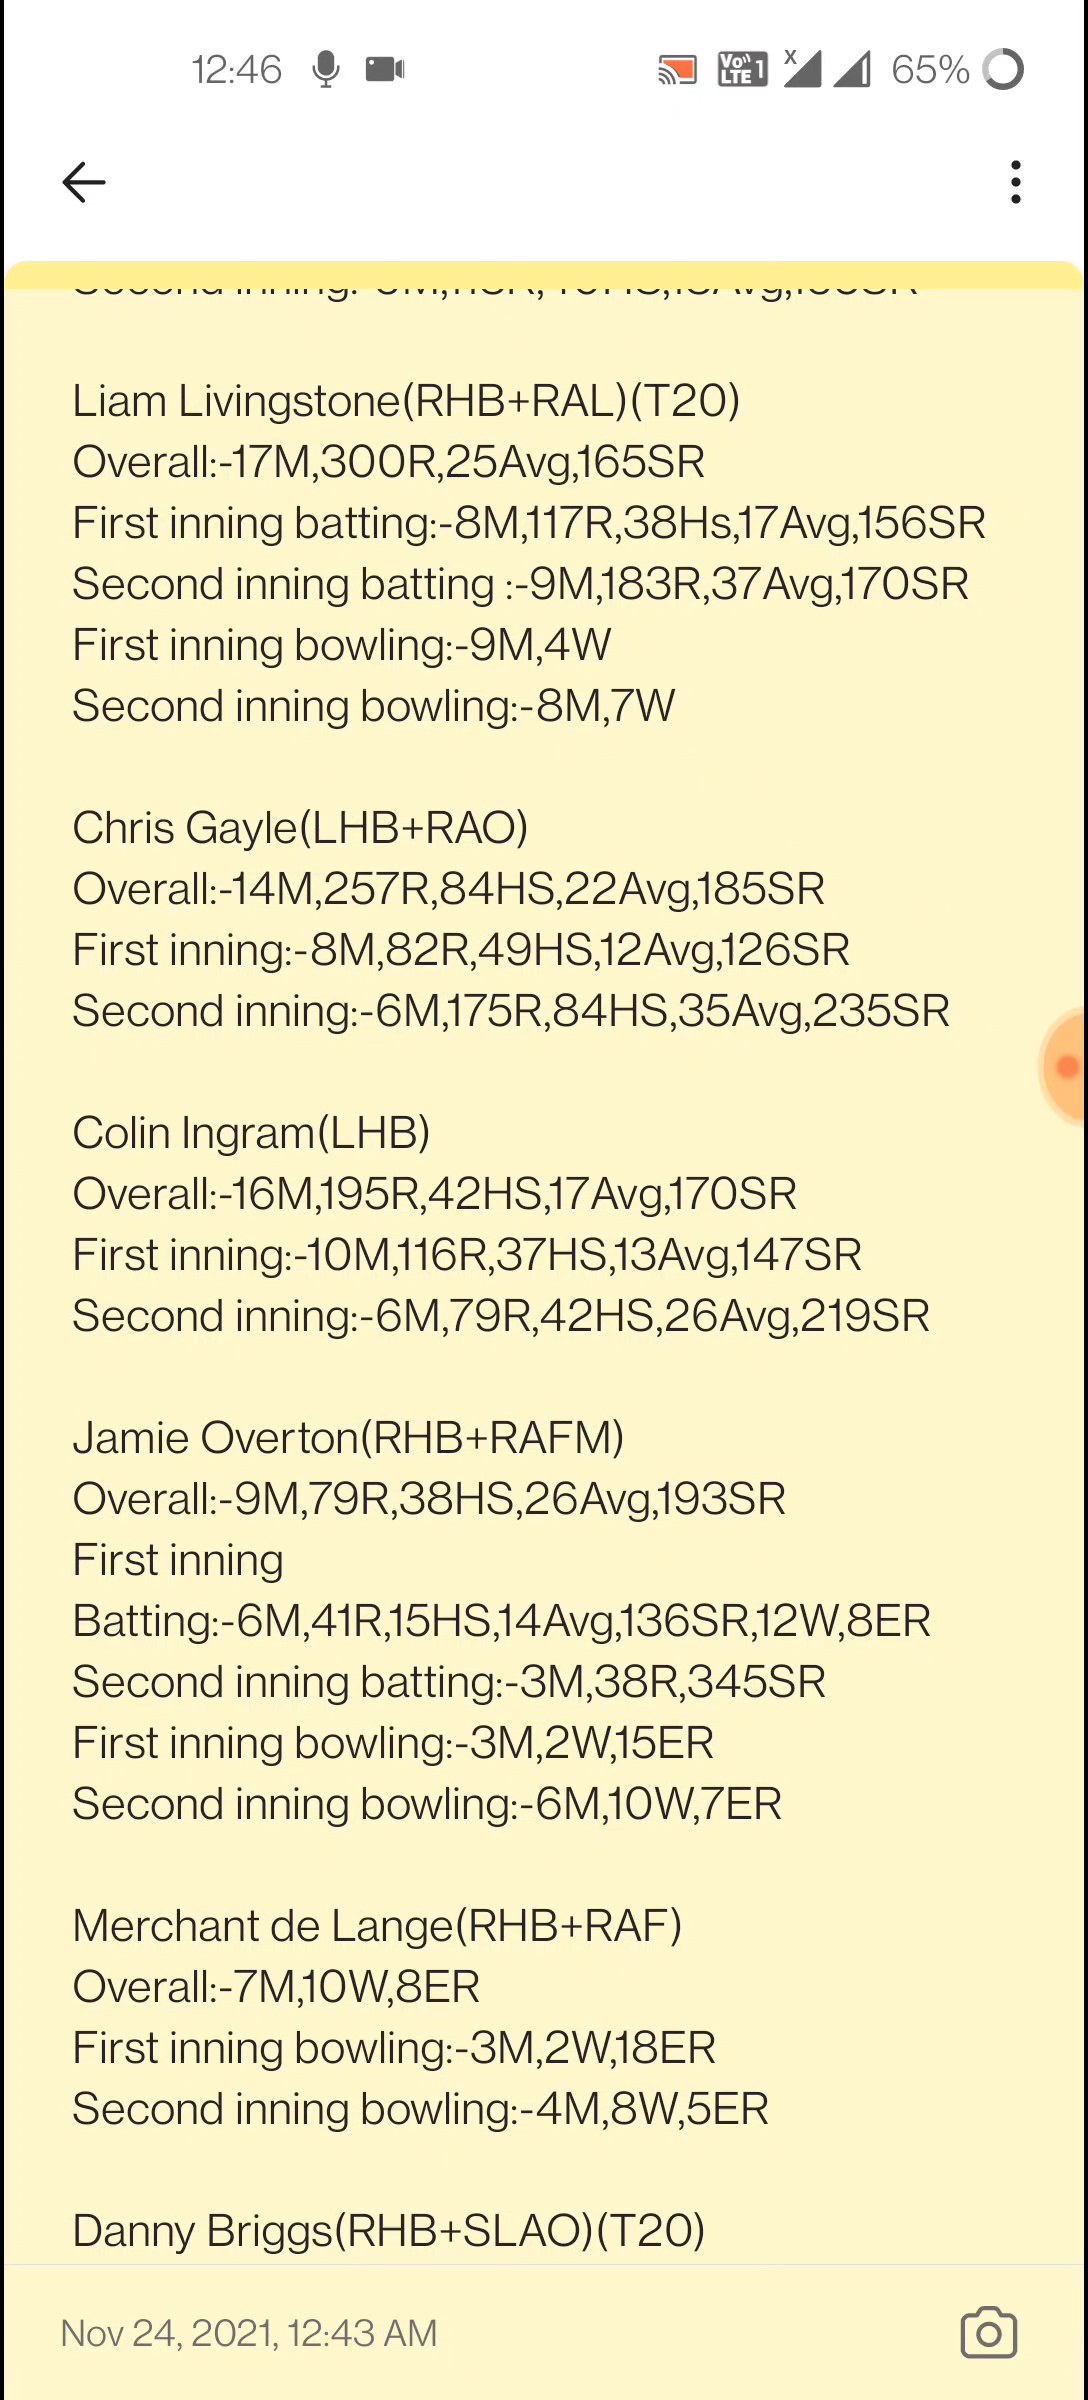 12:46 Vo)) LTE 1 x 65%
Liam Livingstone(RHB+RAL)(T20)
Overall:-17M,300R,25Avg,165SR
First inning batting:-8M,117R,38Hs,17Avg,156SR
Second inning batting :-9M,183R,37Avg,170SR
First inning bowling:-9M,4W
Second inning bowling:-8M,7W
Chris Gayle(LHB+RAO)
Overall:-14M,257R,84HS,22Avg,185SR
First inning:-8M,82R,49HS,12Avg,126SR
Second inning:-6M,175R,84HS,35Avg,235SR
Colin Ingram(LHB)
Overall:-16M,195R,42HS,17Avg,170SR
First inning:-10M,116R,37HS,13Avg,147SR
Second inning:-6M,79R,42HS,26Avg,219SR
Jamie Overton(RHB+RAFM)
Overall:-9M,79R,38HS,26Avg,193SR
First inning
Batting:-6M,41R,15HS,14Avg,136SR,12W,8ER
Second inning batting:-3M,38R,345SR
First inning bowling:-3M,2W,15ER
Second inning bowling:-6M,10W,7ER
Merchant de Lange(RHB+RAF)
Overall:-7M,10W,8ER
First inning bowling:-3M,2W,18ER
Second inning bowling:-4M,8W,5ER
Danny Briggs(RHB+SLAO)(T20)
Nov 24, 2021, 12:43 AM